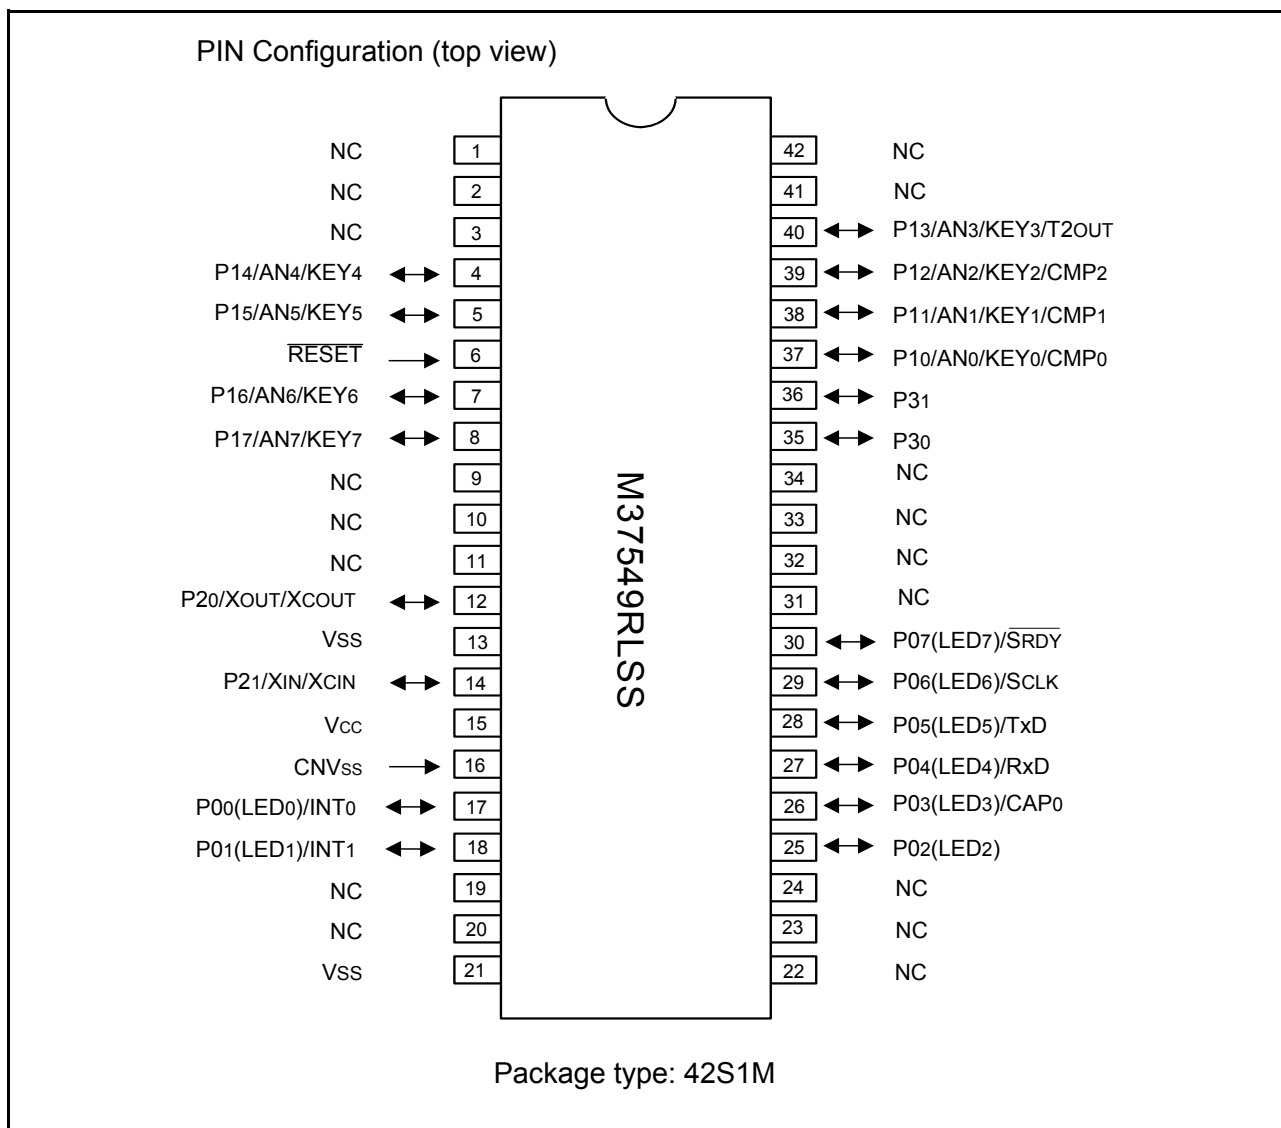 PIN Configuration (top view)
NC 1 42 NC
NC 2 41 NC
NC 3 40 P13/AN3/KEY3/T2OUT
P14/AN4/KEY4 4 39 P12/AN2/KEY2/CMP2
P15/AN5/KEY5 5 38 P11/AN1/KEY1/CMP1
RESET 6 37 P10/AN0/KEY0/CMP0
P16/AN6/KEY6 7 36 P31
P17/AN7/KEY7 8 35 P30
NC 9 34 NC
NC 10 33 NC
NC 11 32 NC
P20/XOUT/XCOUT 12 31 NC
VSS 13 30 P07(LED7)/SRDY
P21/XIN/XCIN 14 29 P06(LED6)/SCLK
VCC 15 28 P05(LED5)/TxD
CNVSS 16 27 P04(LED4)/RxD
P00(LED0)/INT0 17 26 P03(LED3)/CAP0
P01(LED1)/INT1 18 25 P02(LED2)
NC 19 24 NC
NC 20 23 NC
VSS 21 22 NC
M37549RLSS
Package type: 42S1M